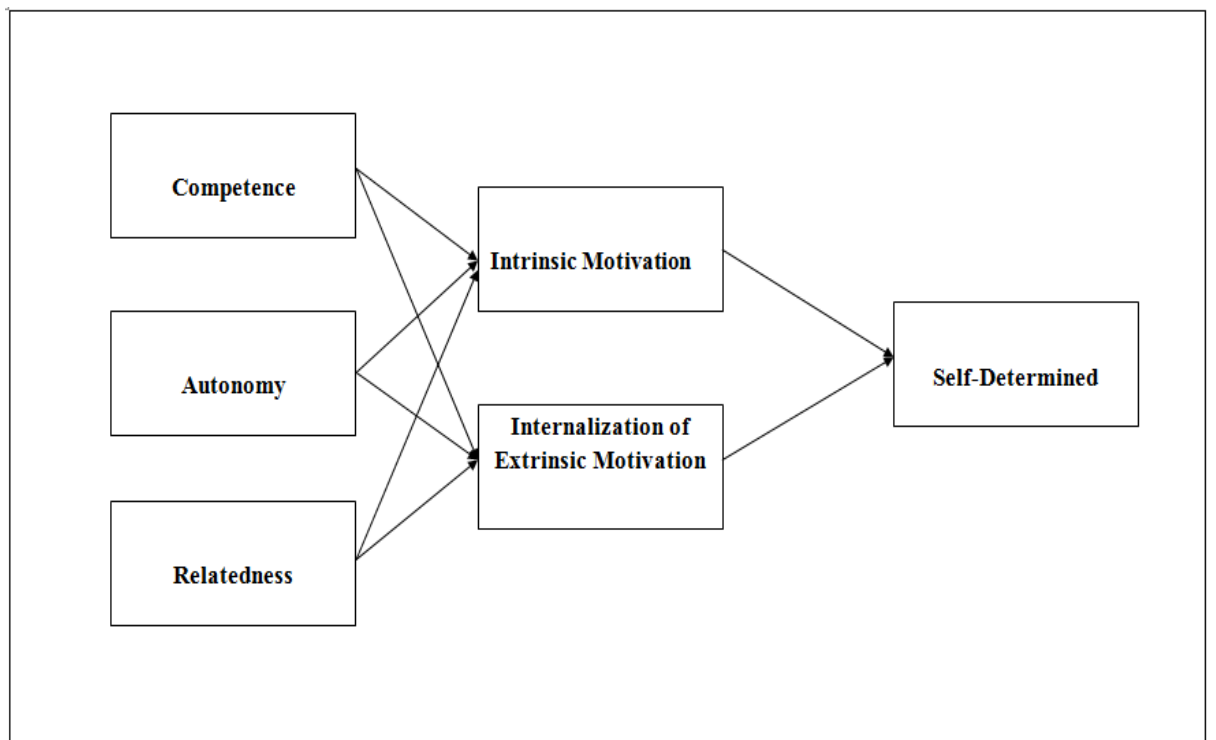 Competence
Intrinsic Motivation
Autonomy
Self-Determined
Internalization of
Extrinsic Motivation
Relatedness